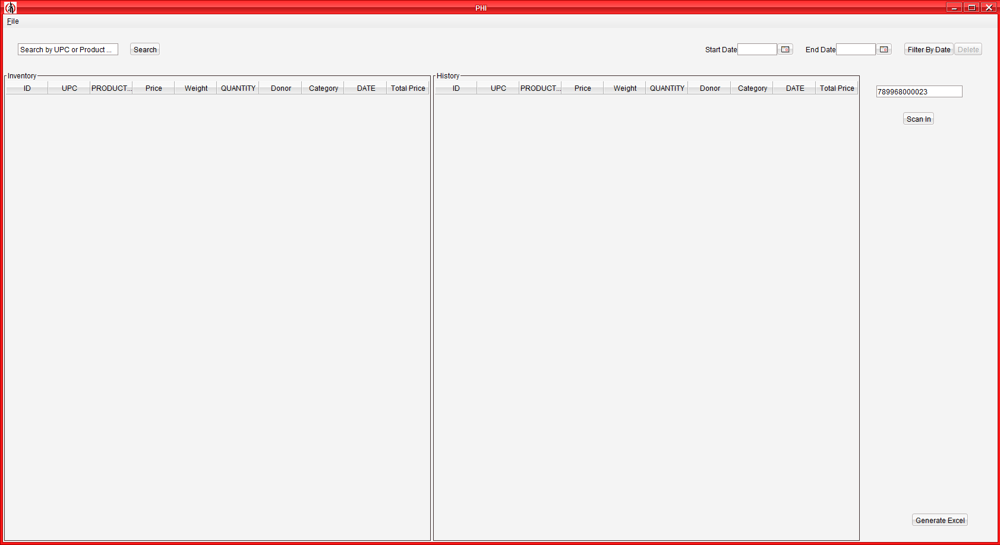 PHI
File
Search by UPC or Product ... Search Start Date End Date Filter By Date Delete
Inventory
ID UPC PRODUCT... Price Weight QUANTITY Donor Category DATE Total Price
History
ID UPC PRODUCT... Price Weight QUANTITY Donor Category DATE Total Price
789968000023
Scan In
Generate Excel